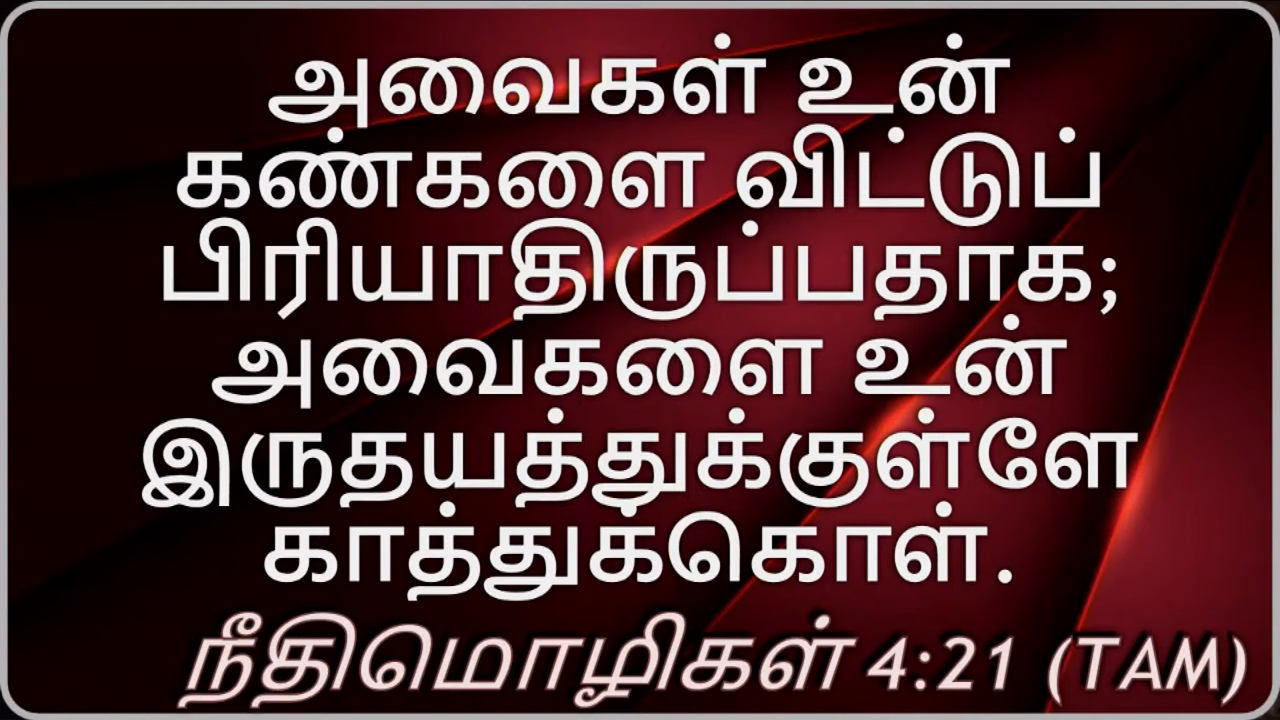 அவைகள் உன்
கண்களை விட்டுப்
பிரியாதிருப்பதாக;
அவைகளை உன்
இருதயத்துக்குள்ளே
காத்துக்கொள்.
நீதிமொழிகள் 4:21 (TAM)